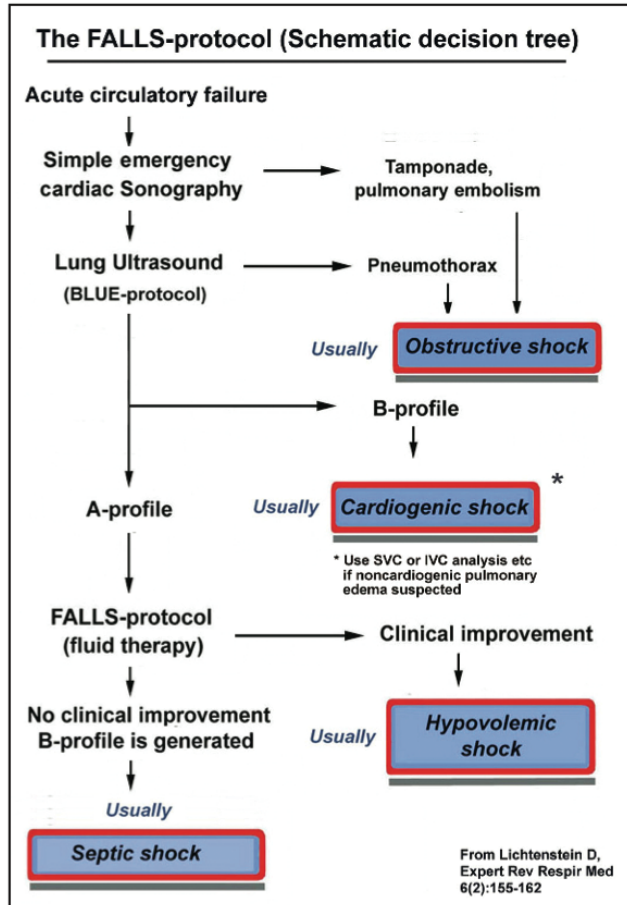 The FALLS-protocol (Schematic decision tree)
Acute circulatory failure
Simple emergency
cardiac Sonography
Tamponade,
pulmonary embolism
Lung Ultrasound
(BLUE-protocol)
Pneumothorax
Usually
Obstructive shock
B-profile
A-profile
Usually
Cardiogenic shock
*
* Use SVC or IVC analysis etc
if noncardiogenic pulmonary
edema suspected
FALLS-protocol
(fluid therapy)
Clinical improvement
No clinical improvement
B-profile is generated
Usually
Hypovolemic
shock
Usually
Septic shock
From Lichtenstein D,
Expert Rev Respir Med
6(2):155-162